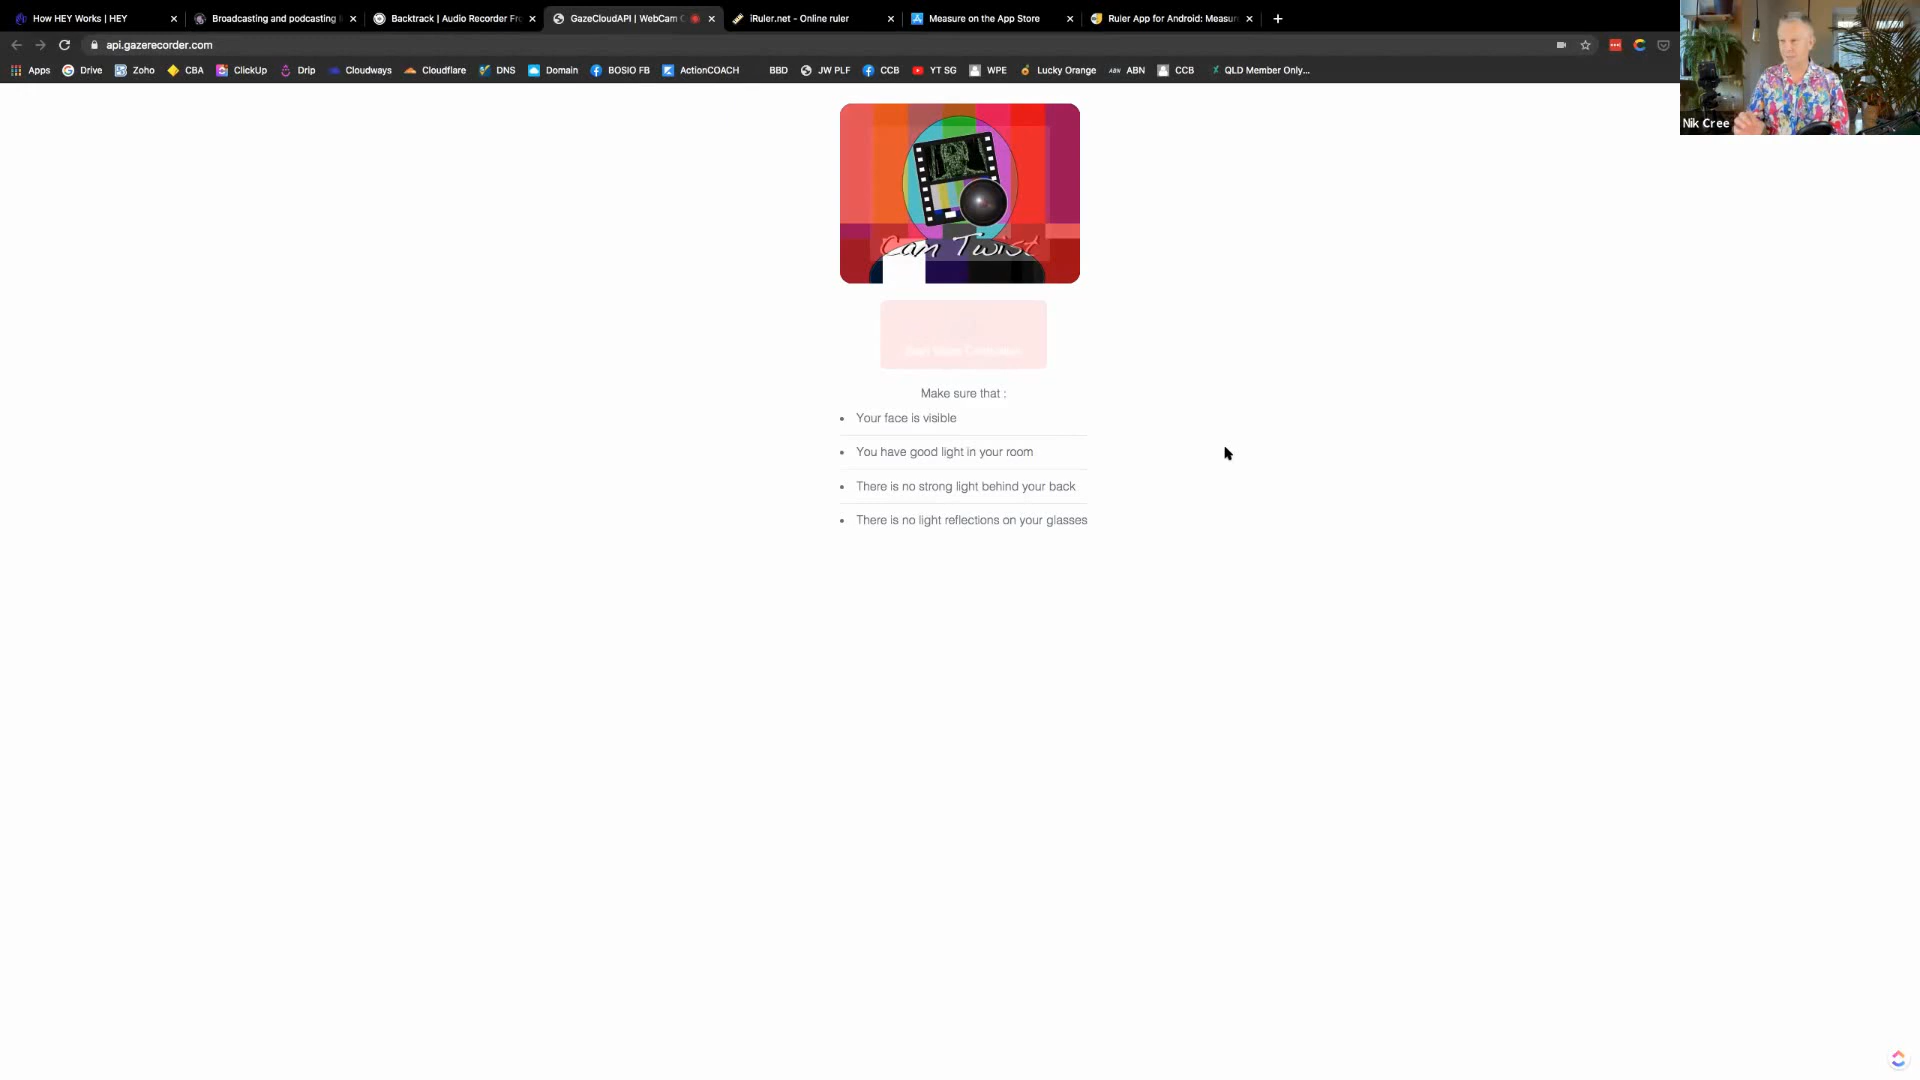 How HEY Works | HEY
Broadcasting and podcasting
Backtrack | Audio Recorder Fr
GazeCloudAPI | WebCam
iRuler.net - Online ruler
Measure on the App Store
Ruler App for Android: Measur
api.gazerecorder.com
Apps
Drive
Zoho
CBA
ClickUp
Drip
Cloudways
Cloudflare
DNS
Domain
BOSIO FB
ActionCOACH
BBD
JW PLF
CCB
YT SG
WPE
Lucky Orange
ABN
CCB
QLD Member Only...
Nik Cree
Cam Twist
Make sure that :
Your face is visible
You have good light in your room
There is no strong light behind your back
There is no light reflections on your glasses